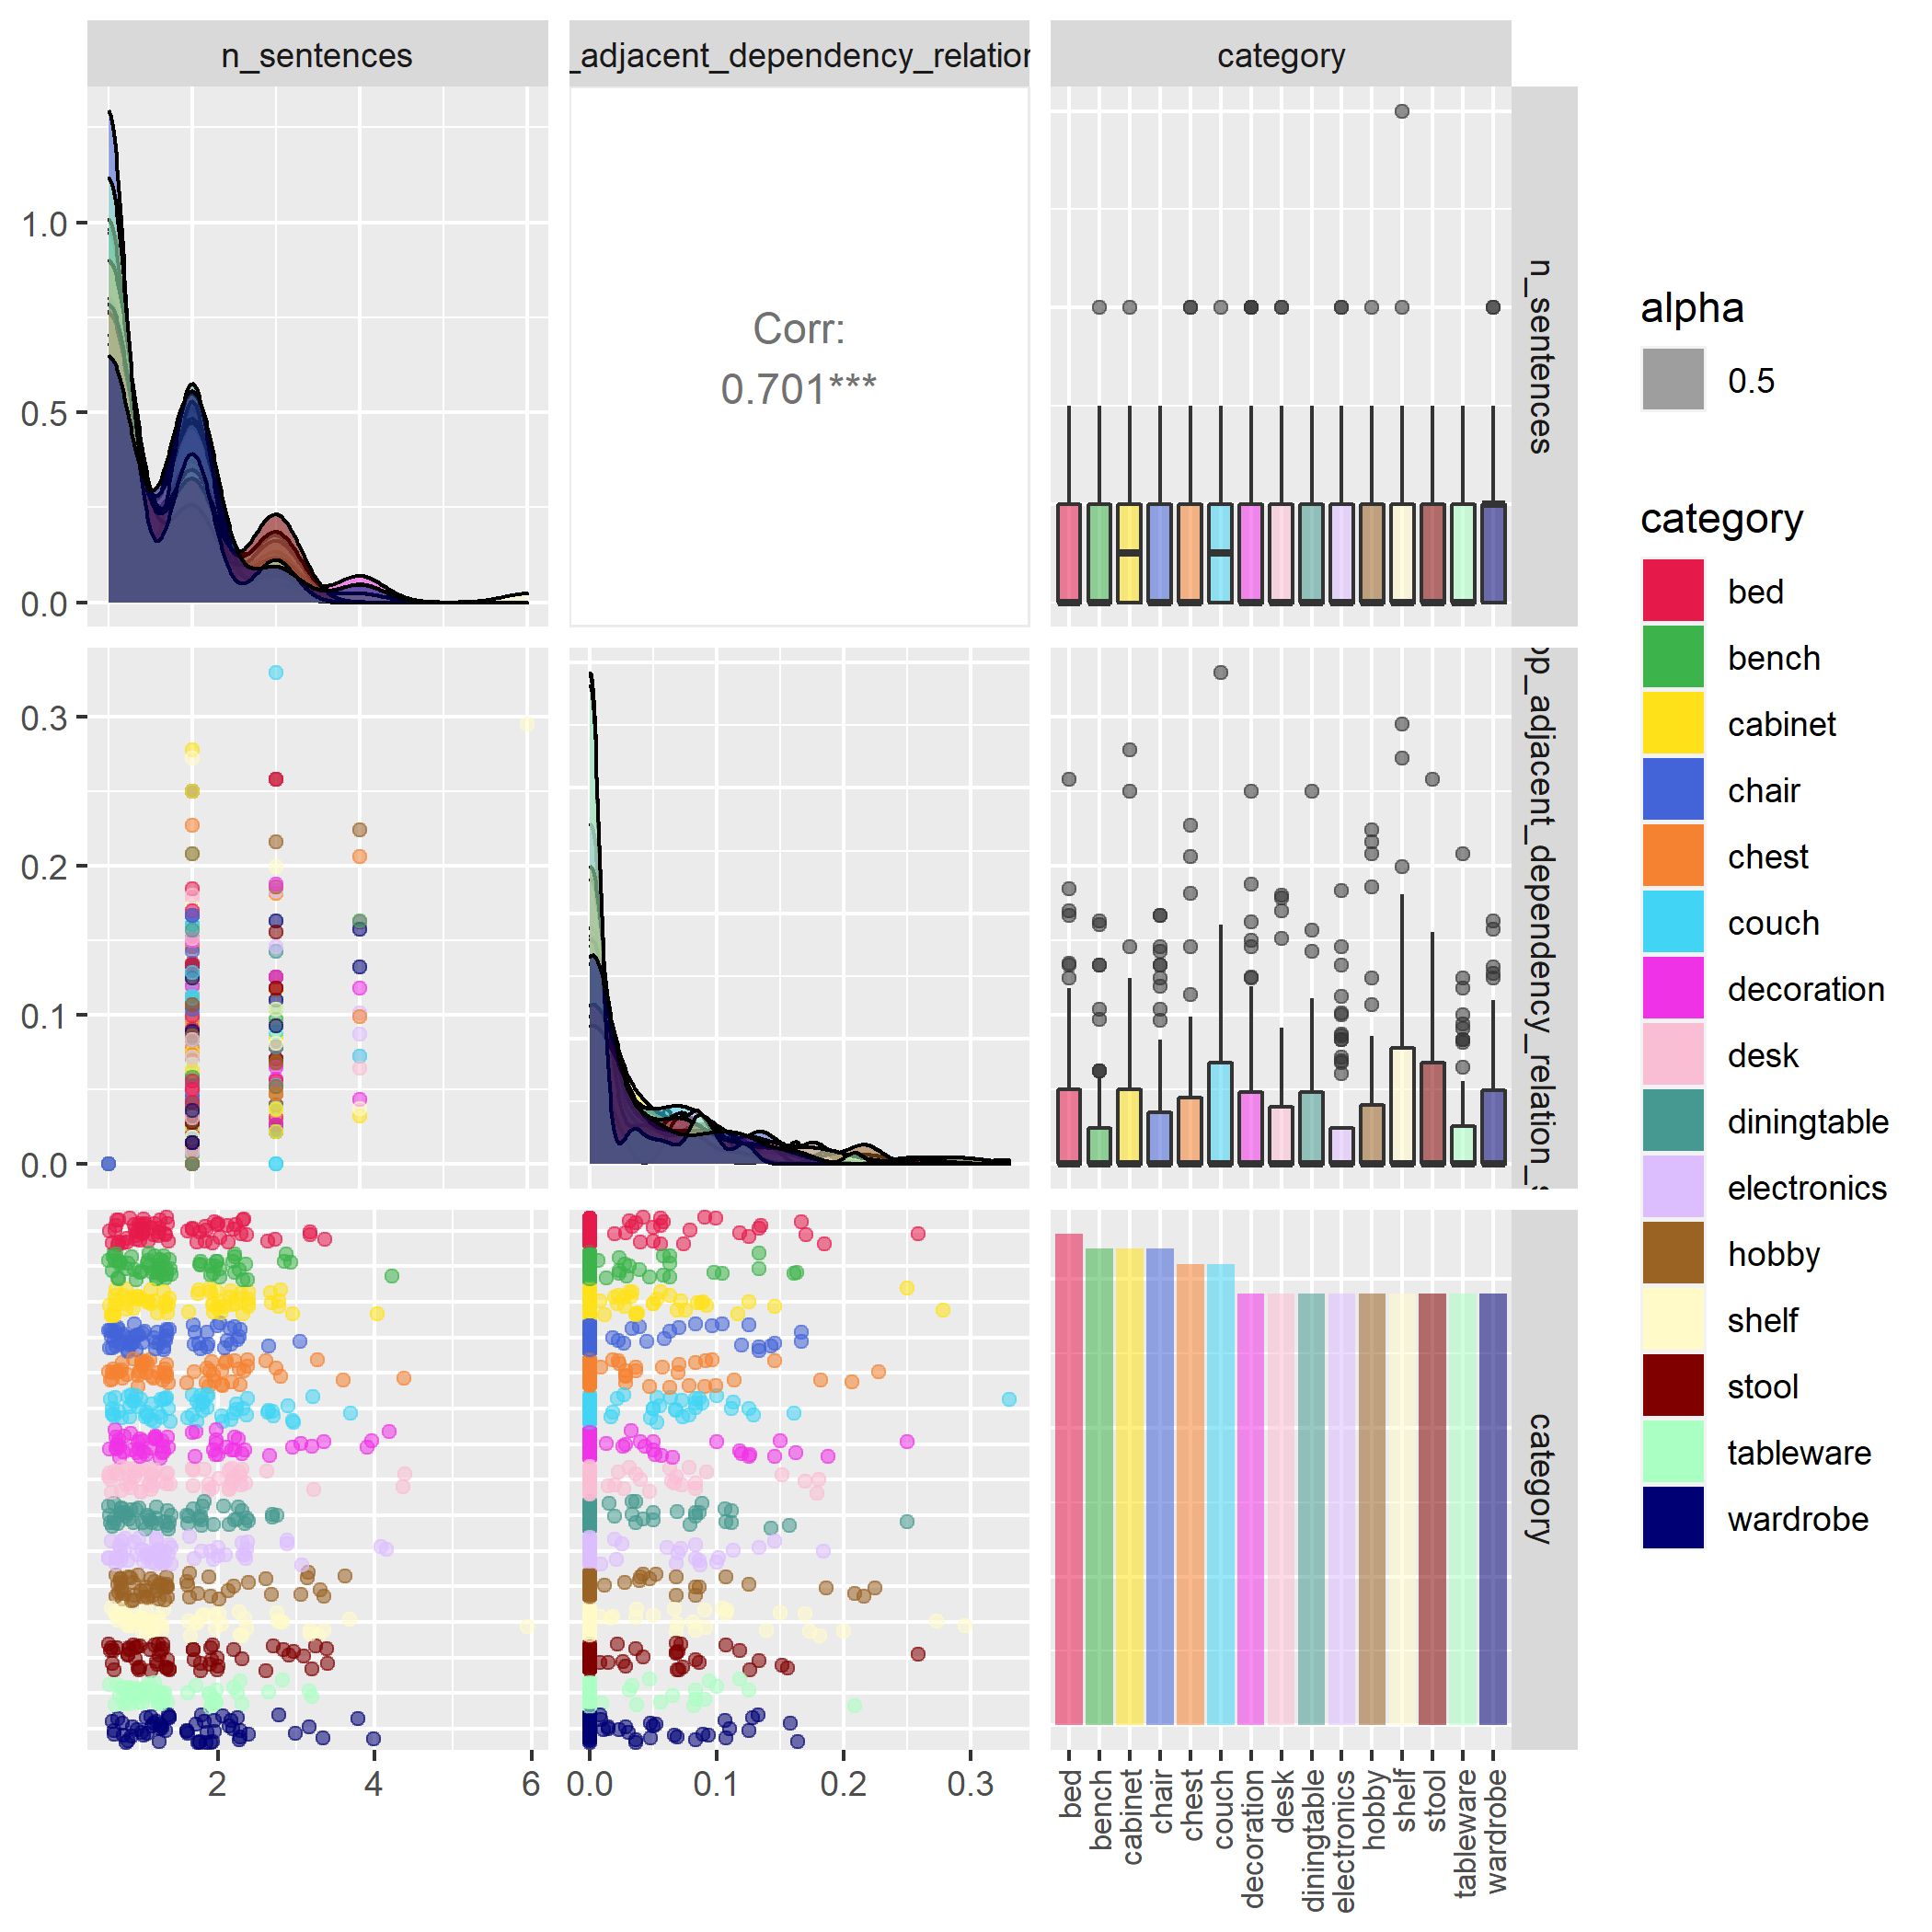 n_sentences
_adjacent_dependency_relation
category
1.0
0.5
0.0
Corr:
0.701***
n_sentences
0.3
0.2
0.1
0.0
p_adjacent_dependency_relation_s
category
2
4
6
0.0
0.1
0.2
0.3
bed
bench
cabinet
chair
chest
couch
decoration
desk
diningtable
electronics
hobby
shelf
stool
tableware
wardrobe
alpha
0.5
category
bed
bench
cabinet
chair
chest
couch
decoration
desk
diningtable
electronics
hobby
shelf
stool
tableware
wardrobe